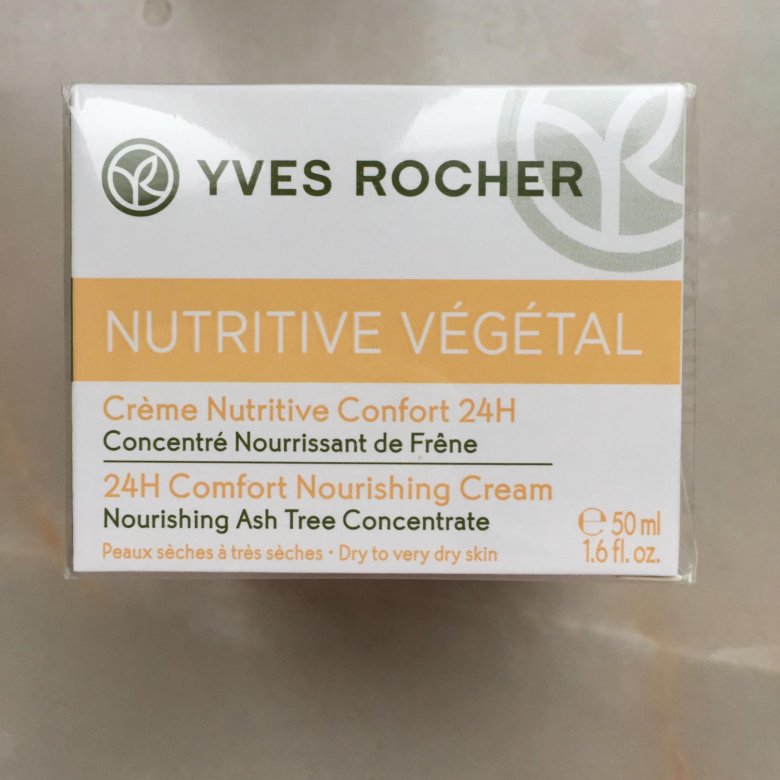 YVES ROCHER
NUTRITIVE VÉGÉTAL
Crème Nutritive Confort 24H
Concentré Nourrissant de Frêne
24H Comfort Nourishing Cream
Nourishing Ash Tree Concentrate
Peaux sèches à très sèches • Dry to very dry skin
℮ 50 ml
1.6 fl. oz.